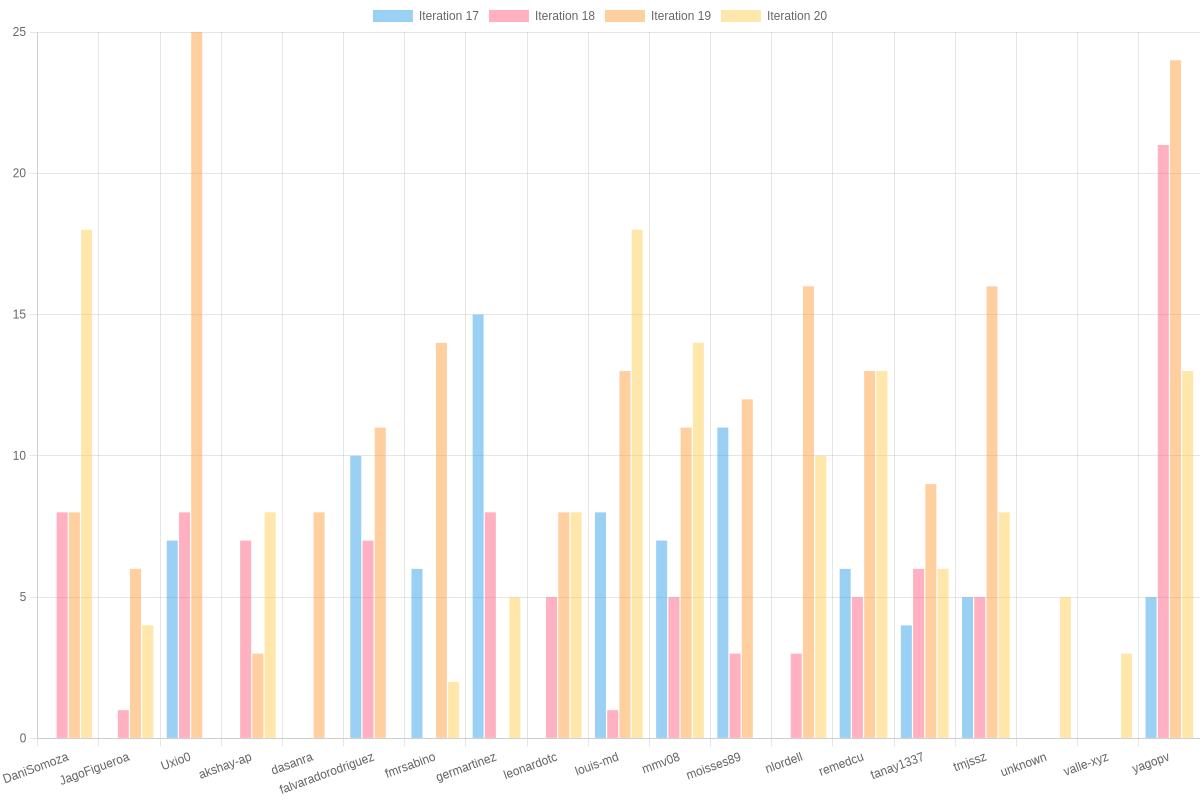 Iteration 17 Iteration 18 Iteration 19 Iteration 20
25
20
15
10
5
0
DaniSomoza
JagoFigueroa
Uxio0
akshay-ap
dasanra
falvaradorodriguez
fmrsabino
germartinez
leonardotc
louis-md
mmv08
moisses89
nlordell
remedcu
tanay1337
tmjssz
unknown
valle-xyz
yagopv